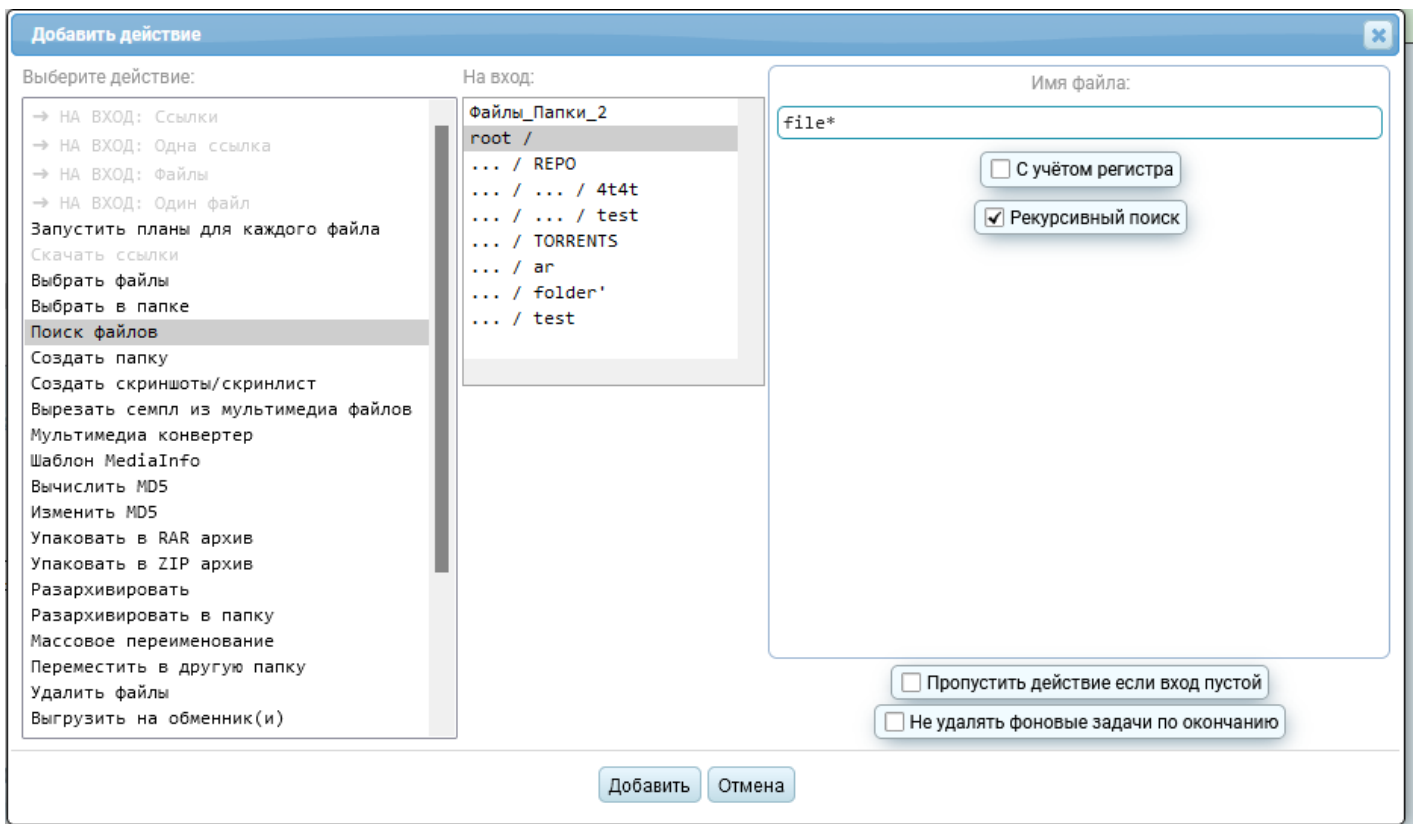 Добавить действие
Выберите действие:
→ НА ВХОД: Ссылки
→ НА ВХОД: Одна ссылка
→ НА ВХОД: Файлы
→ НА ВХОД: Один файл
Запустить планы для каждого файла
Скачать ссылки
Выбрать файлы
Выбрать в папке
Поиск файлов
Создать папку
Создать скриншоты/скринлист
Вырезать семпл из мультимедиа файлов
Мультимедиа конвертер
Шаблон MediaInfo
Вычислить MD5
Изменить MD5
Упаковать в RAR архив
Упаковать в ZIP архив
Разархивировать
Разархивировать в папку
Массовое переименование
Переместить в другую папку
Удалить файлы
Выгрузить на обменник(и)
На вход:
Файлы_Папки_2
root /
... / REPO
... / ... / 4t4t
... / ... / test
... / TORRENTS
... / ar
... / folder'
... / test
Имя файла:
file*
С учётом регистра
Рекурсивный поиск
Пропустить действие если вход пустой
Не удалять фоновые задачи по окончанию
Добавить
Отмена